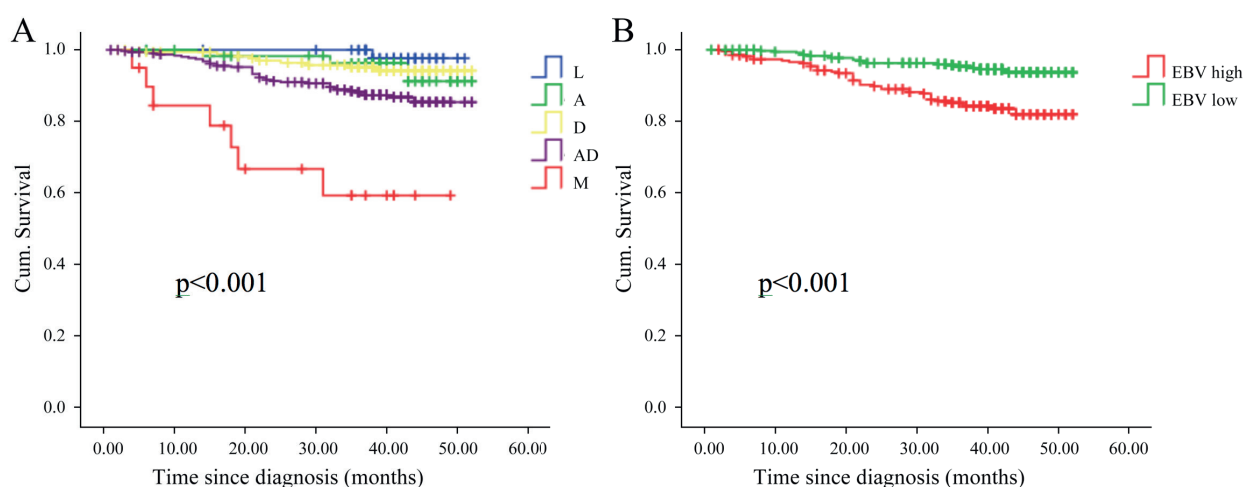 A
1.0
0.8
0.6
0.4
0.2
0.0
Cum. Survival
p<0.001
L
A
D
AD
M
0.00 10.00 20.00 30.00 40.00 50.00 60.00
Time since diagnosis (months)
B
1.0
0.8
0.6
0.4
0.2
0.0
Cum. Survival
p<0.001
EBV high
EBV low
0.00 10.00 20.00 30.00 40.00 50.00 60.00
Time since diagnosis (months)